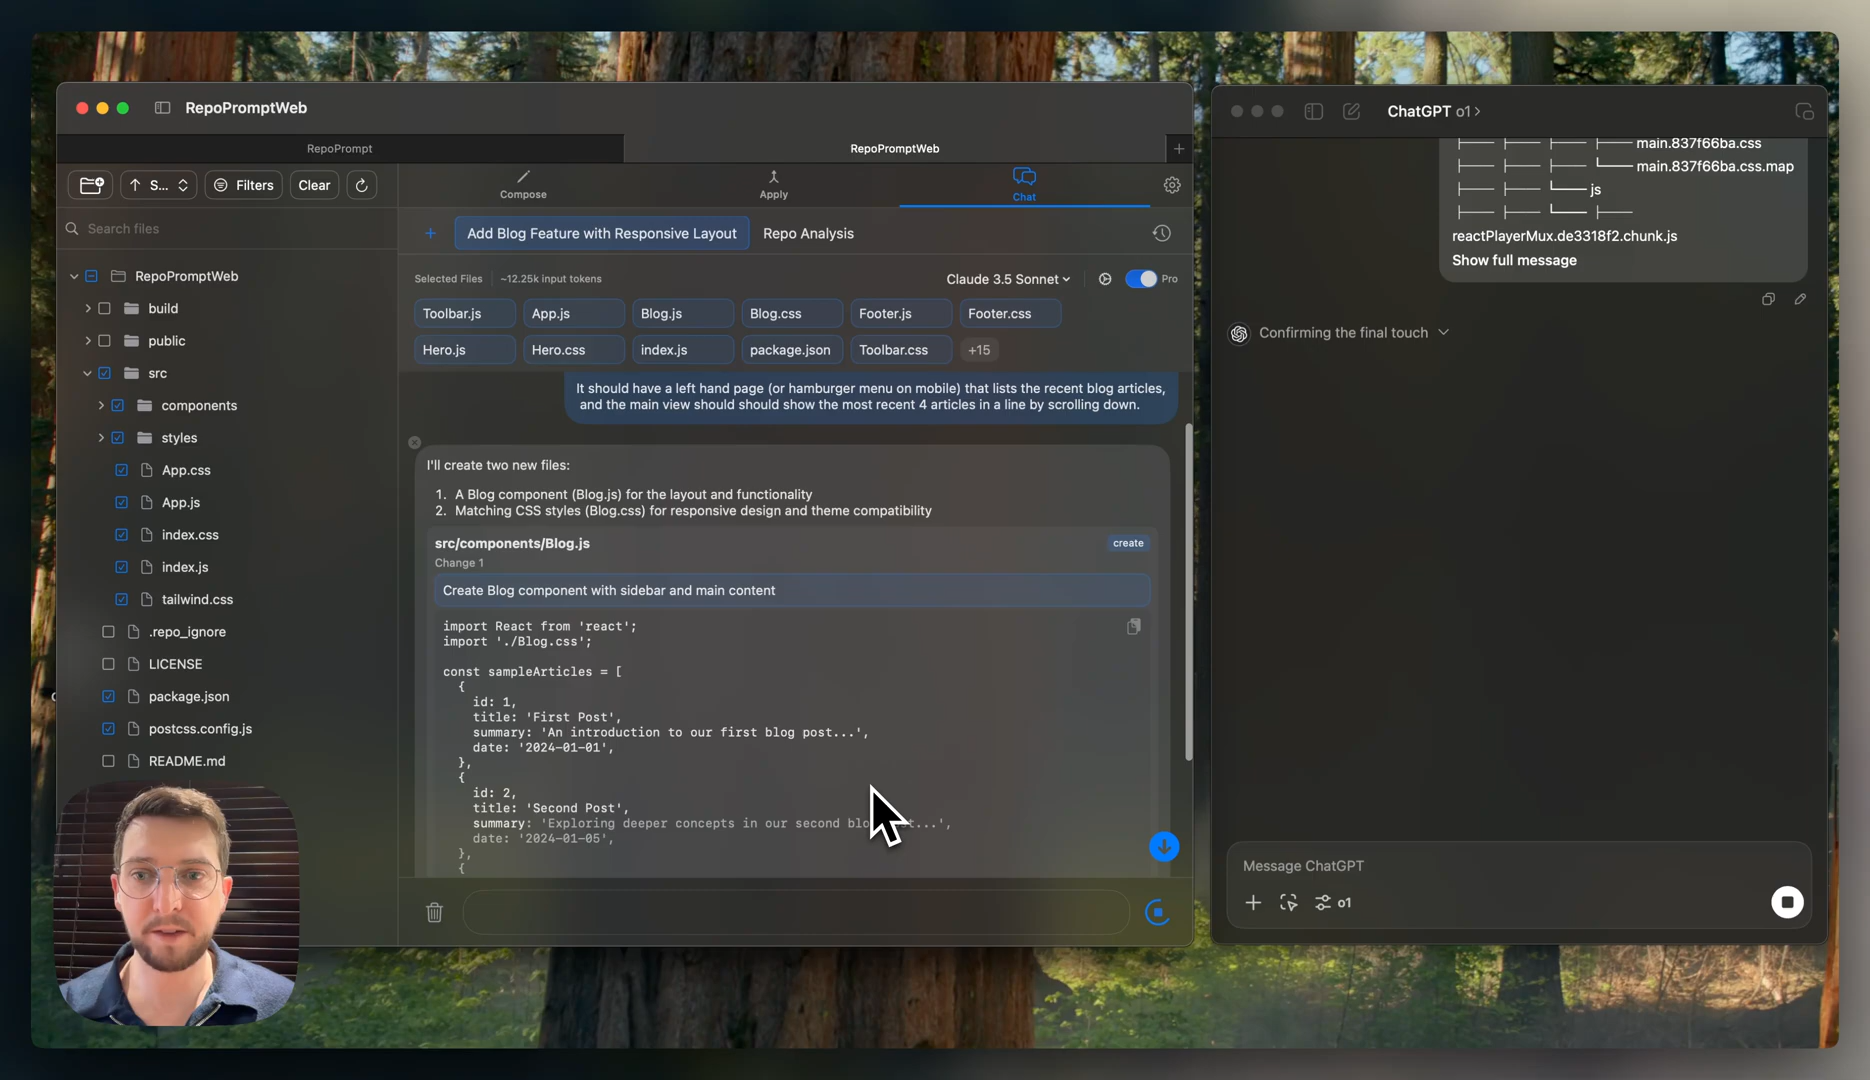 RepoPromptWeb
RepoPrompt
RepoPromptWeb
S...
Filters
Clear
Search files
RepoPromptWeb
build
public
src
components
styles
App.css
App.js
index.css
index.js
tailwind.css
.repo_ignore
LICENSE
package.json
postcss.config.js
README.md
Compose
Apply
Chat
Add Blog Feature with Responsive Layout
Repo Analysis
Selected Files
~12.25k input tokens
Claude 3.5 Sonnet
Pro
Toolbar.js
App.js
Blog.js
Blog.css
Footer.js
Footer.css
Hero.js
Hero.css
index.js
package.json
Toolbar.css
+15
It should have a left hand page (or hamburger menu on mobile) that lists the recent blog articles,
and the main view should should show the most recent 4 articles in a line by scrolling down.
I'll create two new files:
1. A Blog component (Blog.js) for the layout and functionality
2. Matching CSS styles (Blog.css) for responsive design and theme compatibility
src/components/Blog.js
create
Change 1
Create Blog component with sidebar and main content
import React from 'react';
import './Blog.css';
const sampleArticles = [
{
id: 1,
title: 'First Post',
summary: 'An introduction to our first blog post...',
date: '2024-01-01',
},
{
id: 2,
title: 'Second Post',
summary: 'Exploring deeper concepts in our second blo t...',
date: '2024-01-05',
},
{
ChatGPT o1 >
main.837f66ba.css
main.837f66ba.css.map
js
reactPlayerMux.de3318f2.chunk.js
Show full message
Confirming the final touch
Message ChatGPT
o1